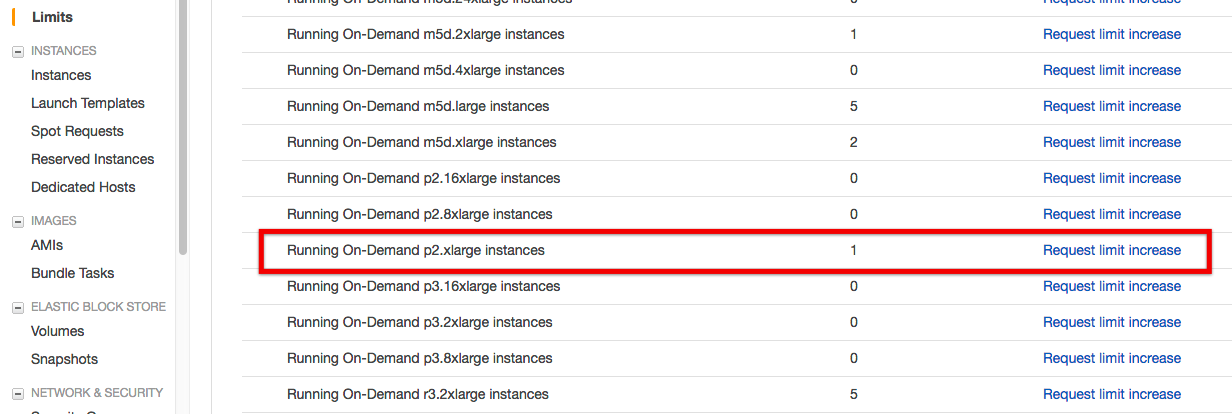 Limits
INSTANCES
Instances
Launch Templates
Spot Requests
Reserved Instances
Dedicated Hosts
IMAGES
AMIs
Bundle Tasks
ELASTIC BLOCK STORE
Volumes
Snapshots
NETWORK & SECURITY
Running On-Demand m5d.24xlarge instances 0 Request limit increase
Running On-Demand m5d.2xlarge instances 1 Request limit increase
Running On-Demand m5d.4xlarge instances 0 Request limit increase
Running On-Demand m5d.large instances 5 Request limit increase
Running On-Demand m5d.xlarge instances 2 Request limit increase
Running On-Demand p2.16xlarge instances 0 Request limit increase
Running On-Demand p2.8xlarge instances 0 Request limit increase
Running On-Demand p2.xlarge instances 1 Request limit increase
Running On-Demand p3.16xlarge instances 0 Request limit increase
Running On-Demand p3.2xlarge instances 0 Request limit increase
Running On-Demand p3.8xlarge instances 0 Request limit increase
Running On-Demand r3.2xlarge instances 5 Request limit increase